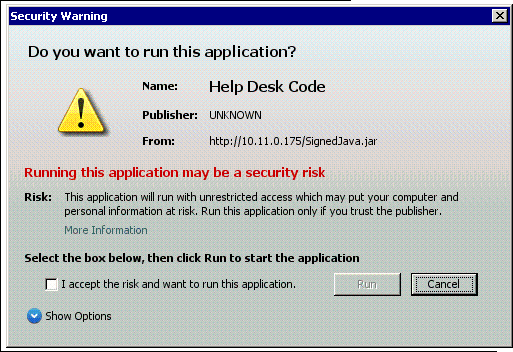 Security Warning
Do you want to run this application?
Name: Help Desk Code
Publisher: UNKNOWN
From: http://10.11.0.175/SignedJava.jar
Running this application may be a security risk
Risk: This application will run with unrestricted access which may put your computer and
personal information at risk. Run this application only if you trust the publisher.
More Information
Select the box below, then click Run to start the application
I accept the risk and want to run this application. Run Cancel
Show Options